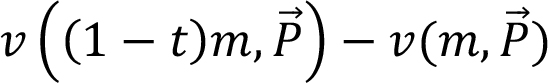 v((1 − t)m, P⃗) − v(m, P⃗)